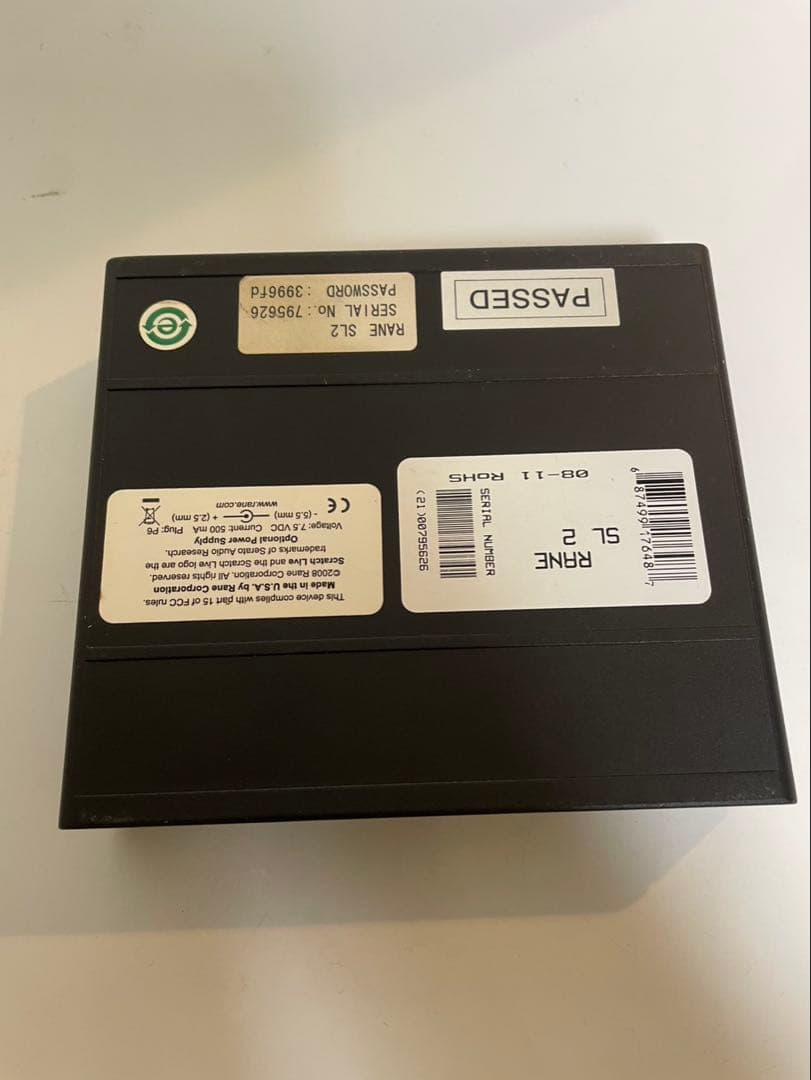 This device complies with part 15 of FCC rules.
Made in the U.S.A. by Rane Corporation
©2008 Rane Corporation. All rights reserved.
Scratch Live and the Scratch Live logo are the
trademarks of Serato Audio Research.
Optional Power Supply
Voltage: 7.5 VDC Current: 500 mA Plug: P6
- (5.5 mm) + (2.5 mm)
www.rane.com
CE
RANE
SL 2
SERIAL NUMBER
(21)00795626
6 87499 17648 7
08-11 RoHS
RANE SL2
SERIAL No.:795626
PASSWORD :3996fd
PASSED
e